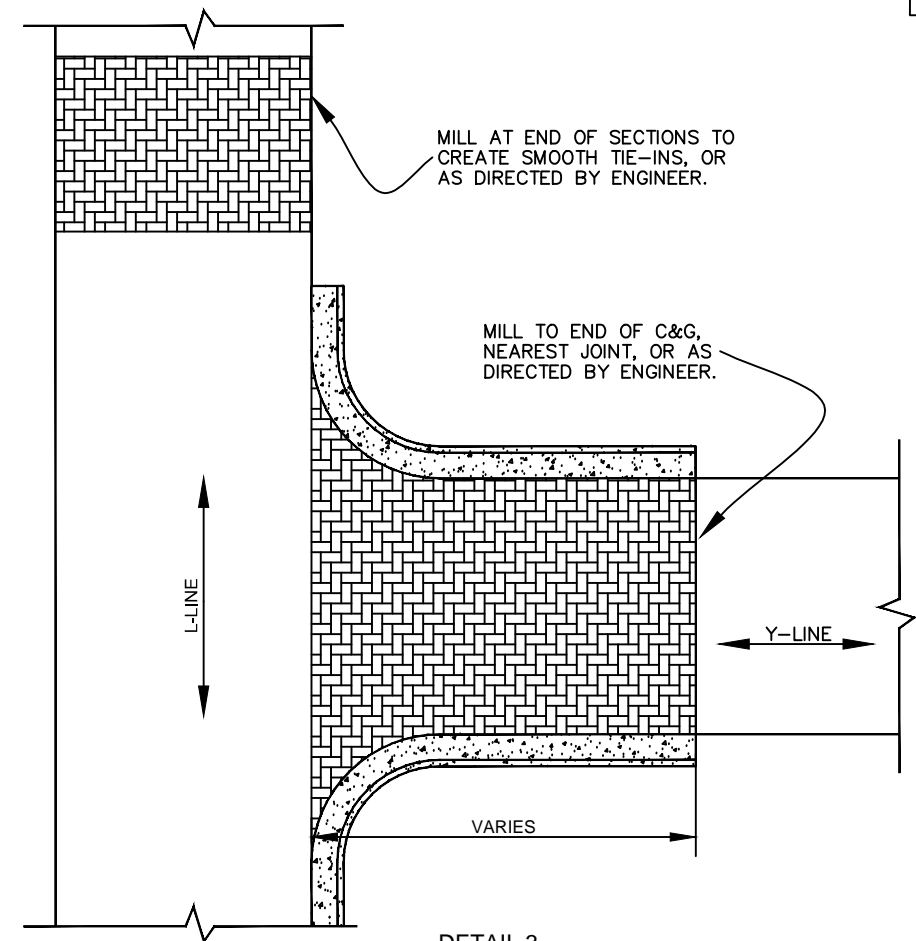 MILL AT END OF SECTIONS TO
CREATE SMOOTH TIE-INS, OR
AS DIRECTED BY ENGINEER.
MILL TO END OF C&G,
NEAREST JOINT, OR AS
DIRECTED BY ENGINEER.
L-LINE
Y-LINE
VARIES